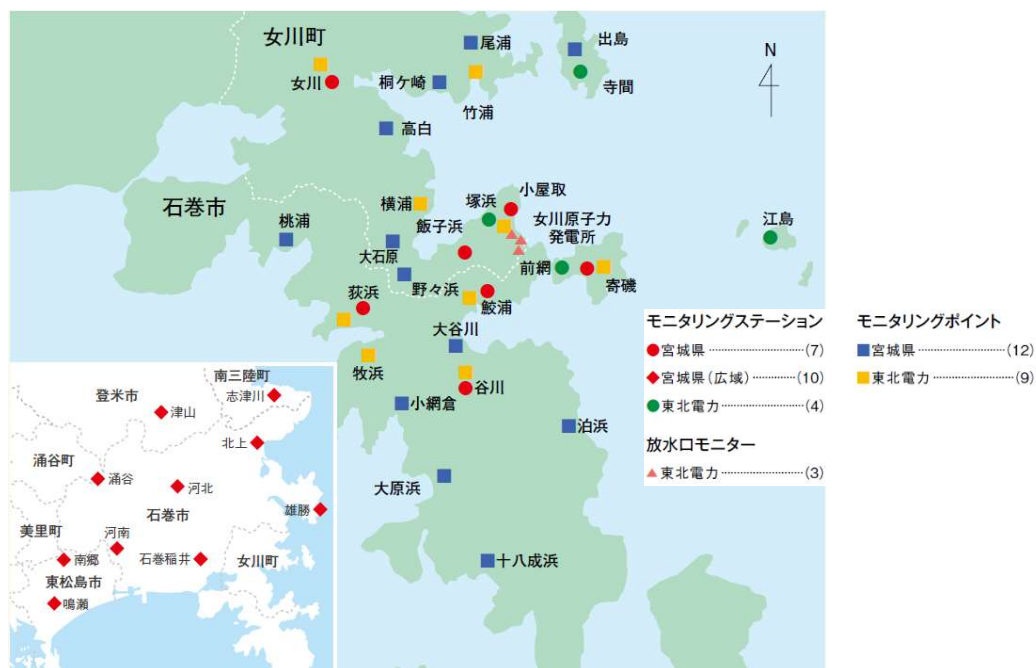 女川町
尾浦
出島
N
女川
桐ケ崎
寺間
竹浦
高白
小屋取
石巻市
横浦
塚浜
桃浦
飯子浜
女川原子力
発電所
江島
大石原
前網
野々浜
寄磯
荻浜
鮫浦
大谷川
牧浜
谷川
小網倉
泊浜
大原浜
十八成浜
モニタリングステーション
宮城県 (7)
宮城県(広域) (10)
東北電力 (4)
放水口モニター
東北電力 (3)
モニタリングポイント
宮城県 (12)
東北電力 (9)
南三陸町
志津川
登米市
津山
北上
涌谷町
涌谷
河北
石巻市
雄勝
美里町
河南
南郷
石巻稲井
女川町
東松島市
鳴瀬